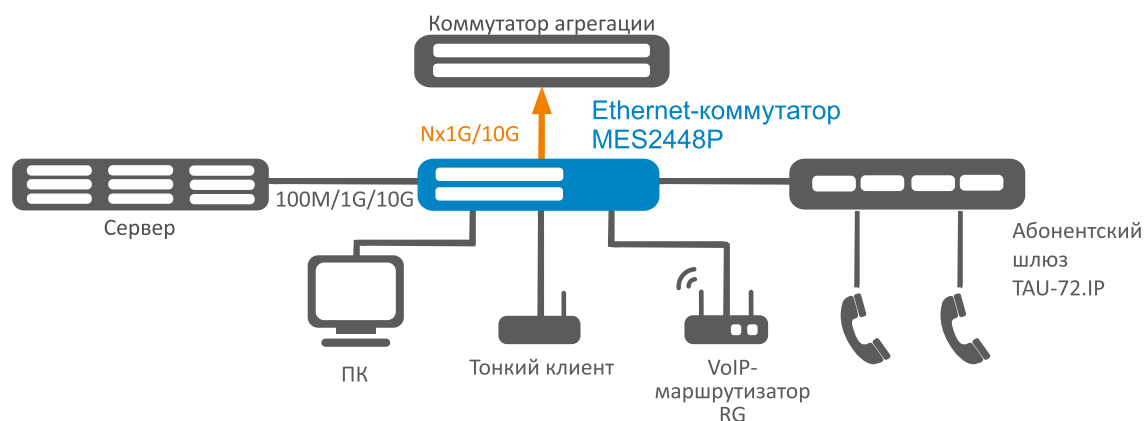 Коммутатор агрегации
Ethernet-коммутатор
MES2448P
Nx1G/10G
100M/1G/10G
Сервер
Абонентский
шлюз
TAU-72.IP
ПК
Тонкий клиент
VoIP-
маршрутизатор
RG